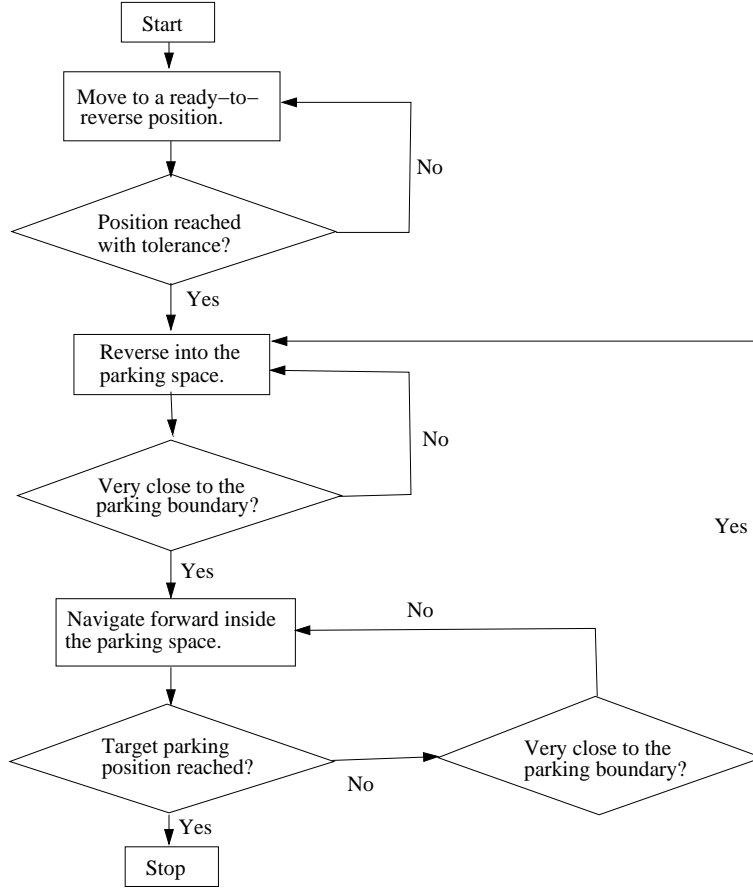 Start
Move to a ready–to–
reverse position.
No
Position reached
with tolerance?
Yes
Reverse into the
parking space.
No
Very close to the
parking boundary?
Yes
Yes
Navigate forward inside
the parking space.
No
Target parking
position reached?
No
Very close to the
parking boundary?
Yes
Stop